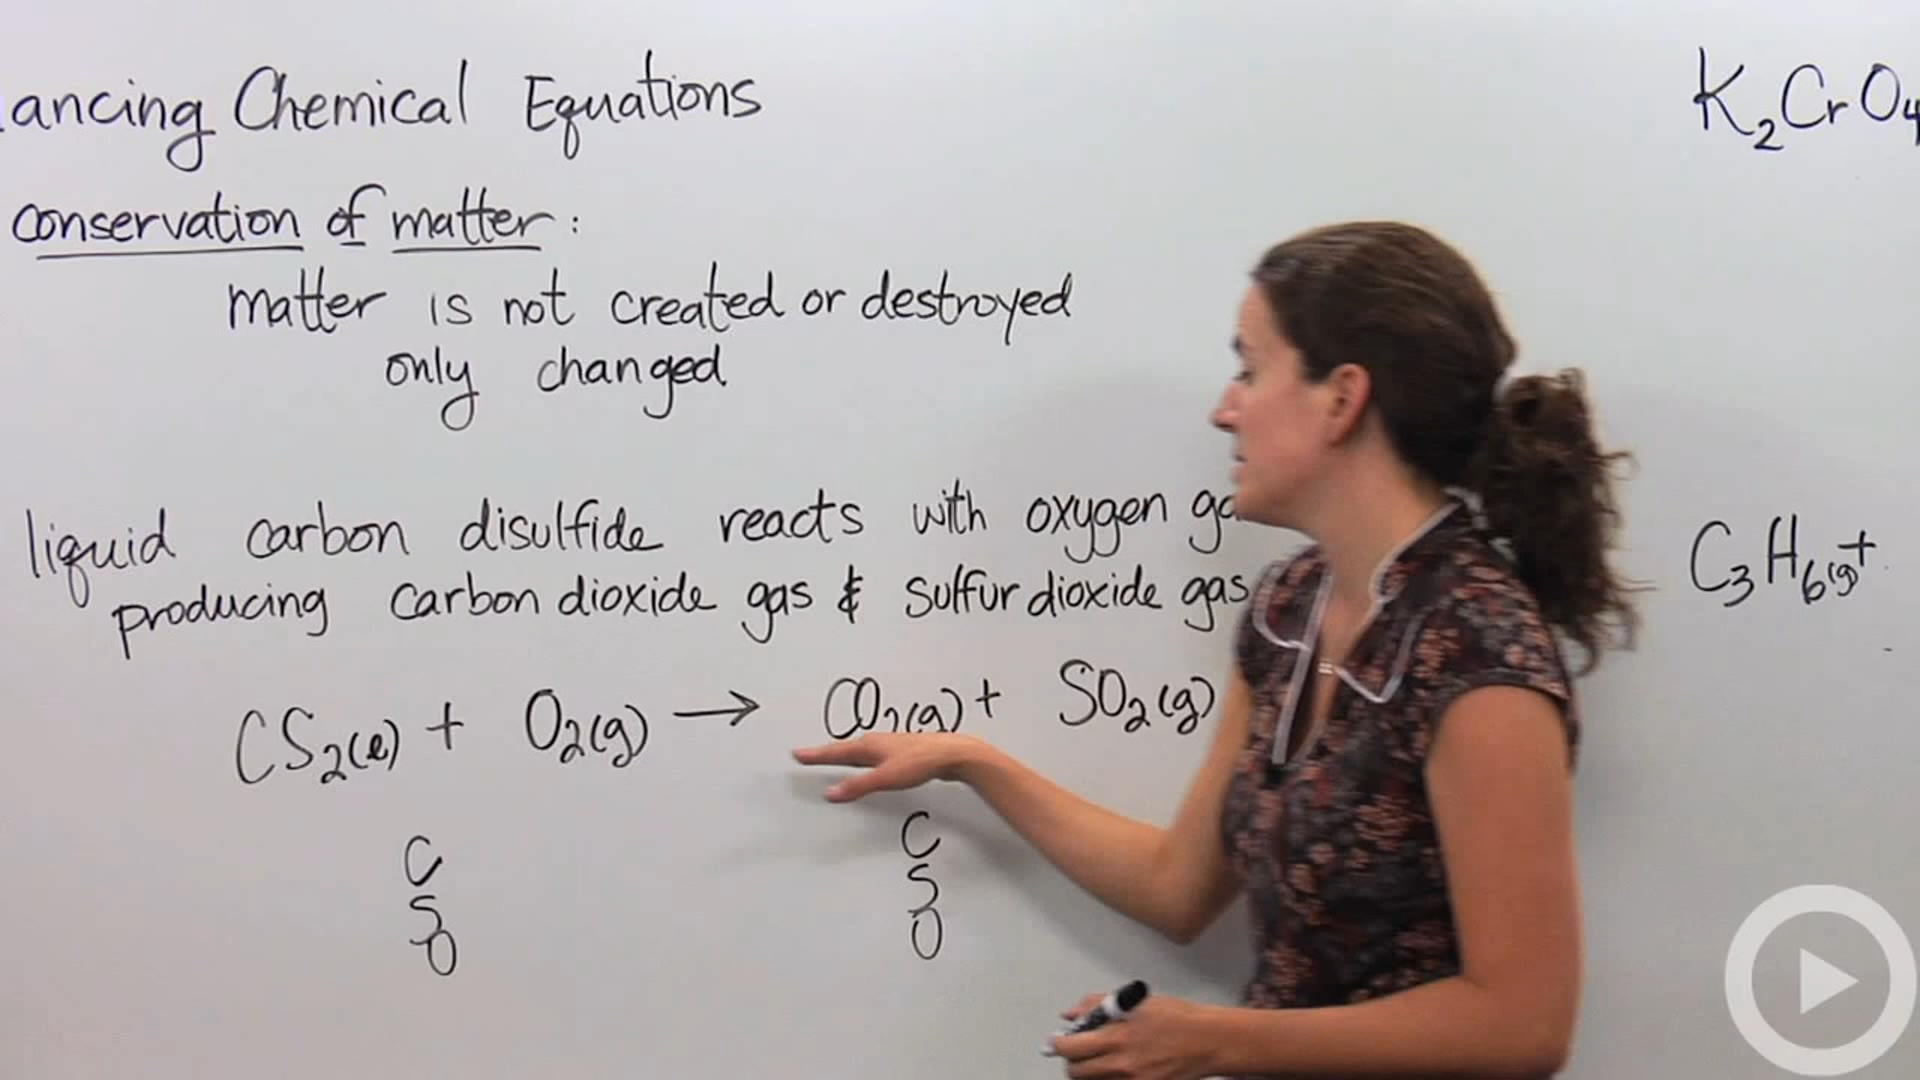 ancing Chemical Equations
conservation of matter:
matter is not created or destroyed
only changed
liquid carbon disulfide reacts with oxygen
producing carbon dioxide gas & sulfur dioxide gas
CS₂(l) + O₂(g) → CO₂(g) + SO₂(g)
C
S
O
C
S
O
K₂CrO₄
C₃H₆(g) +